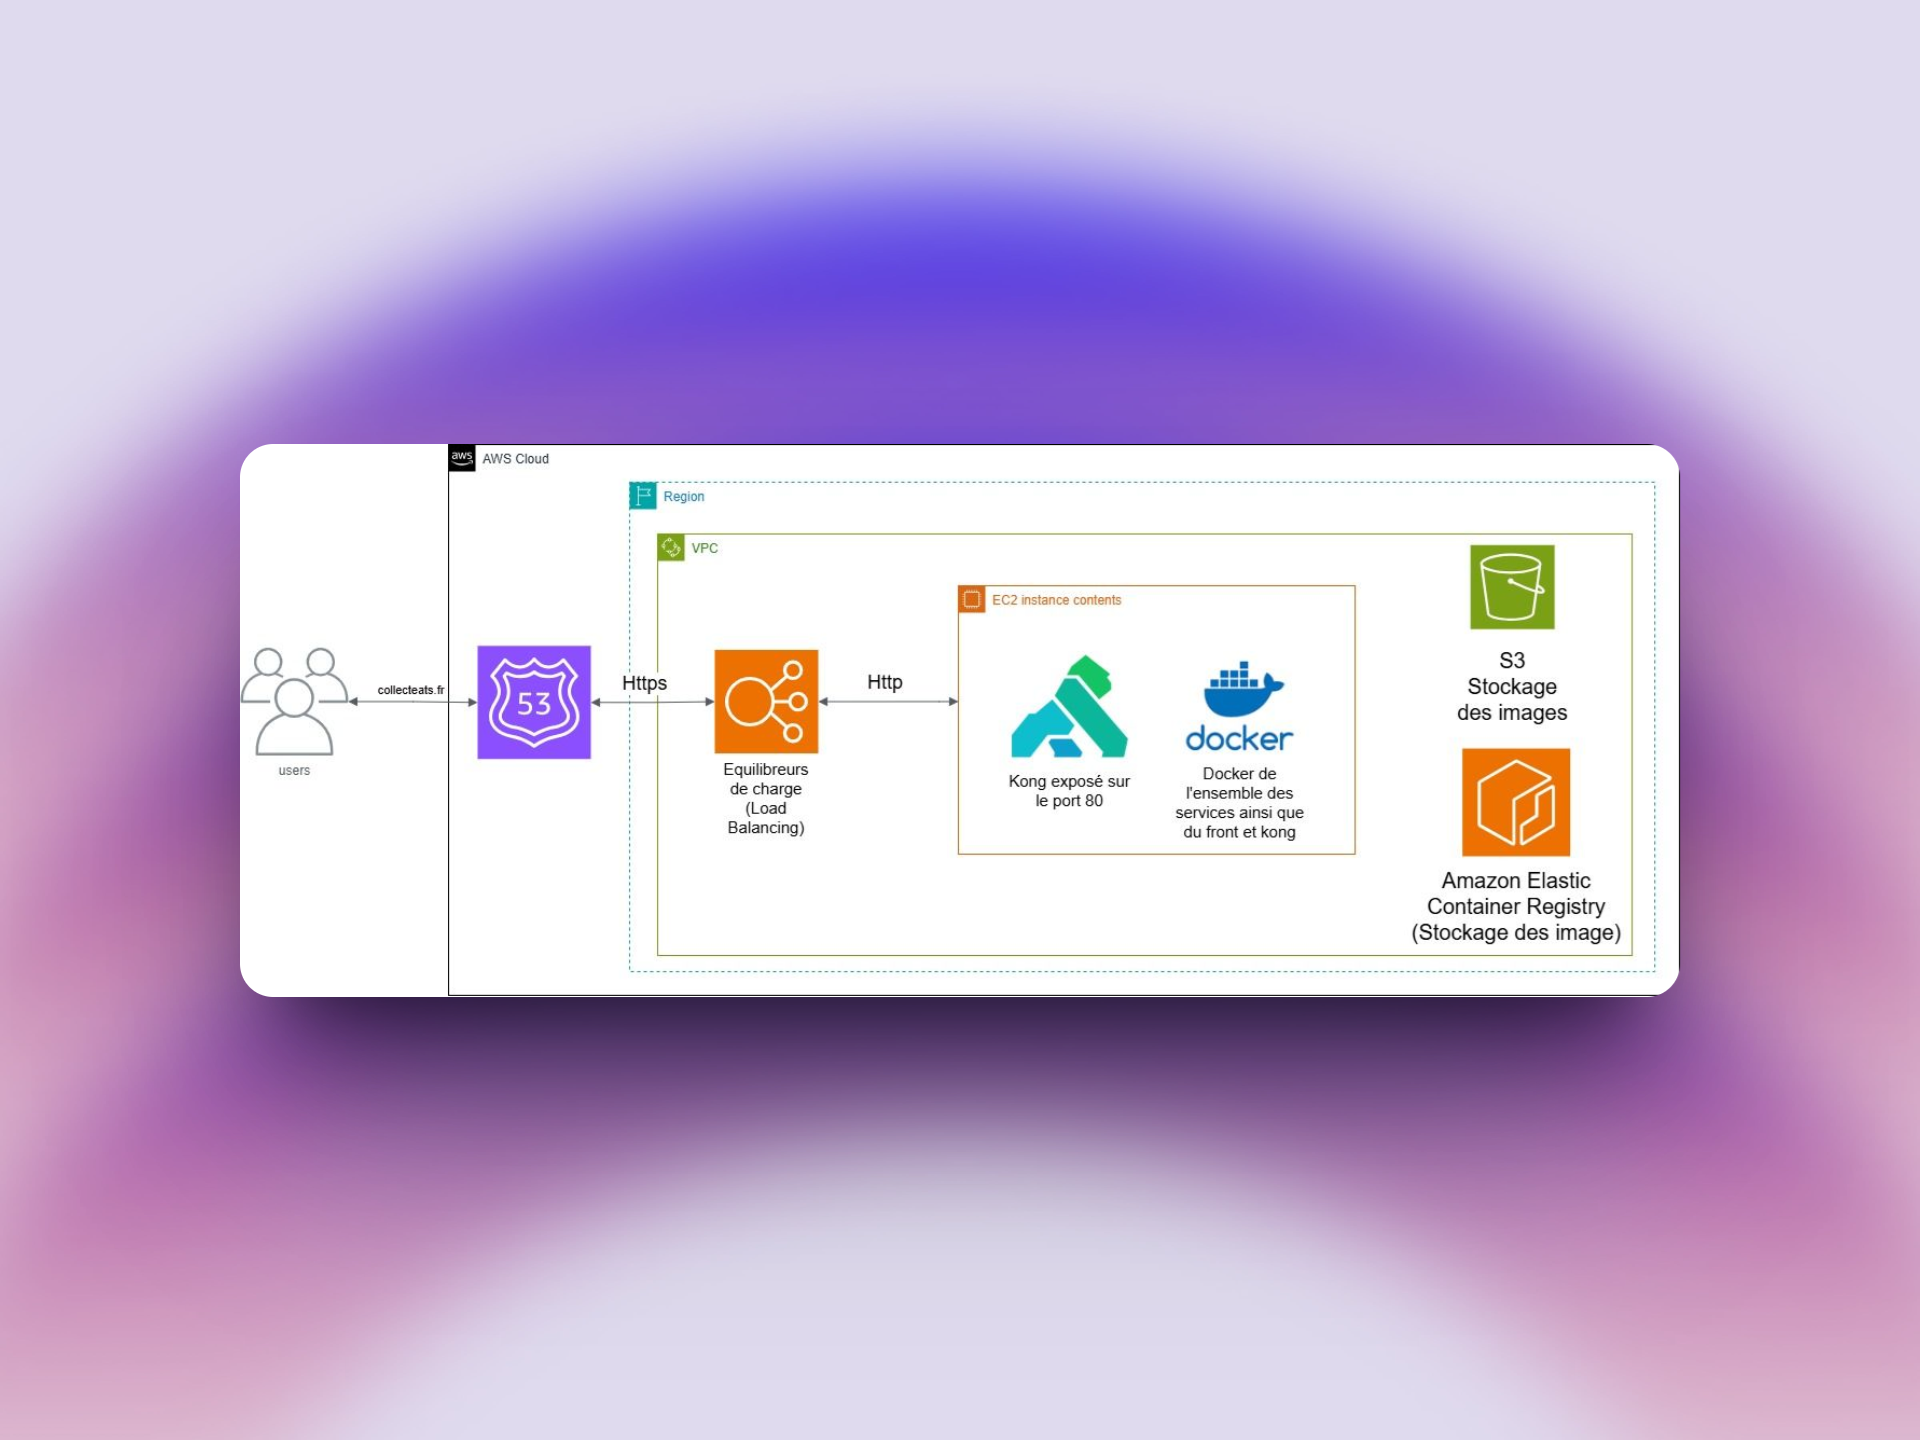 aws
AWS Cloud
Region
VPC
EC2 instance contents
users
collecteats.fr
53
Https
Equilibreurs
de charge
(Load
Balancing)
Http
Kong exposé sur
le port 80
docker
Docker de
l'ensemble des
services ainsi que
du front et kong
S3
Stockage
des images
Amazon Elastic
Container Registry
(Stockage des image)